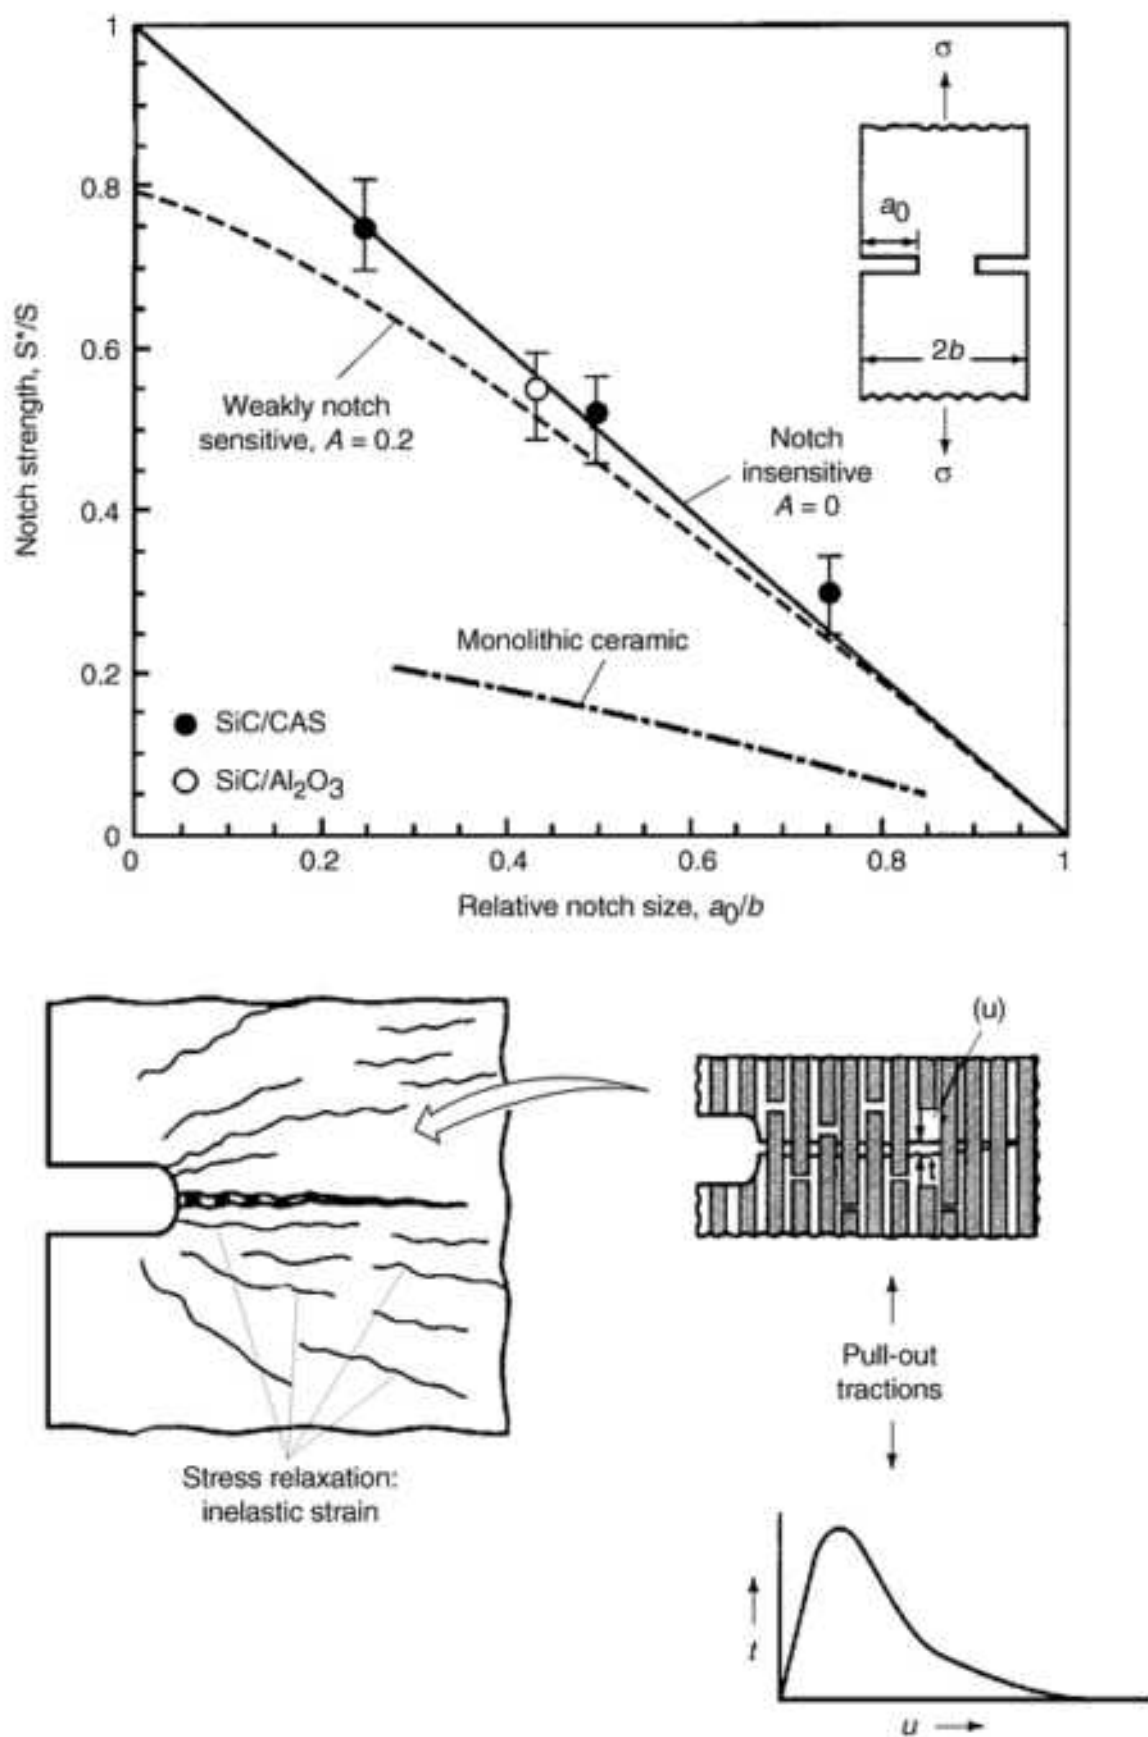 1
0.8
0.6
0.4
0.2
0
Notch strength, S*/S
0
0.2
0.4
0.6
0.8
1
Relative notch size, a0/b
Weakly notch
sensitive, A = 0.2
Notch
insensitive
A = 0
Monolithic ceramic
SiC/CAS
SiC/Al2O3
σ
a0
2b
σ
(u)
t
Pull-out
tractions
Stress relaxation:
inelastic strain
t
u